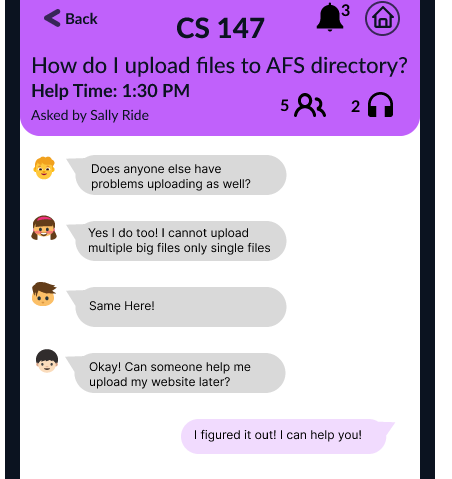 Back
CS 147
3
How do I upload files to AFS directory?
Help Time: 1:30 PM
5
2
Asked by Sally Ride
Does anyone else have
problems uploading as well?
Yes I do too! I cannot upload
multiple big files only single files
Same Here!
Okay! Can someone help me
upload my website later?
I figured it out! I can help you!